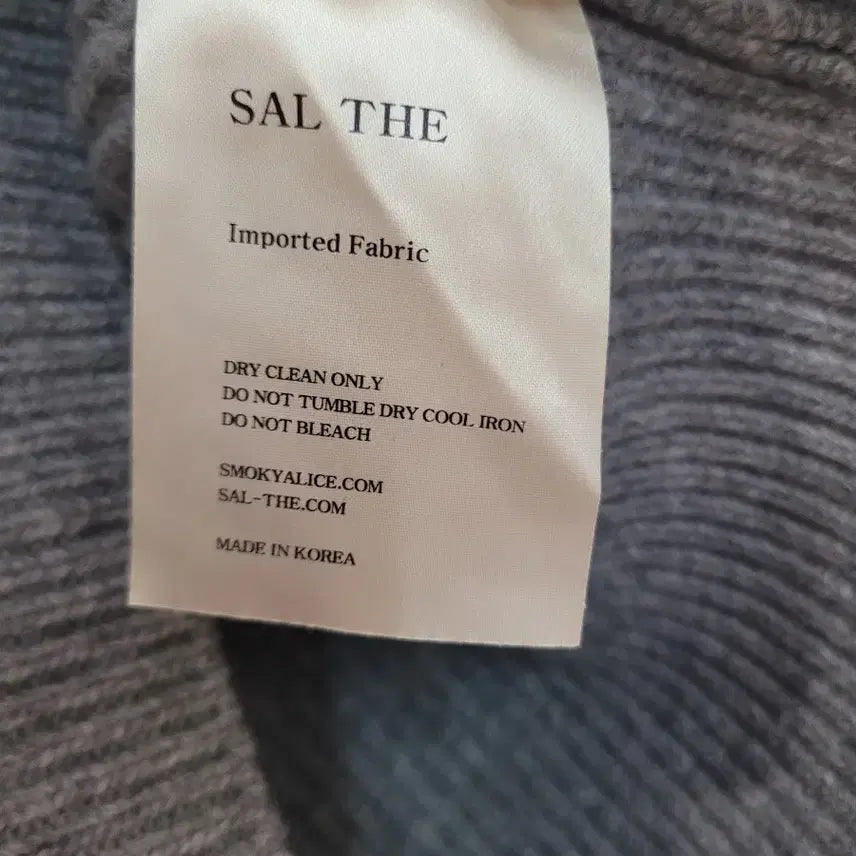 SAL THE
Imported Fabric
DRY CLEAN ONLY
DO NOT TUMBLE DRY COOL IRON
DO NOT BLEACH
SMOKYALICE.COM
SAL-THE.COM
MADE IN KOREA